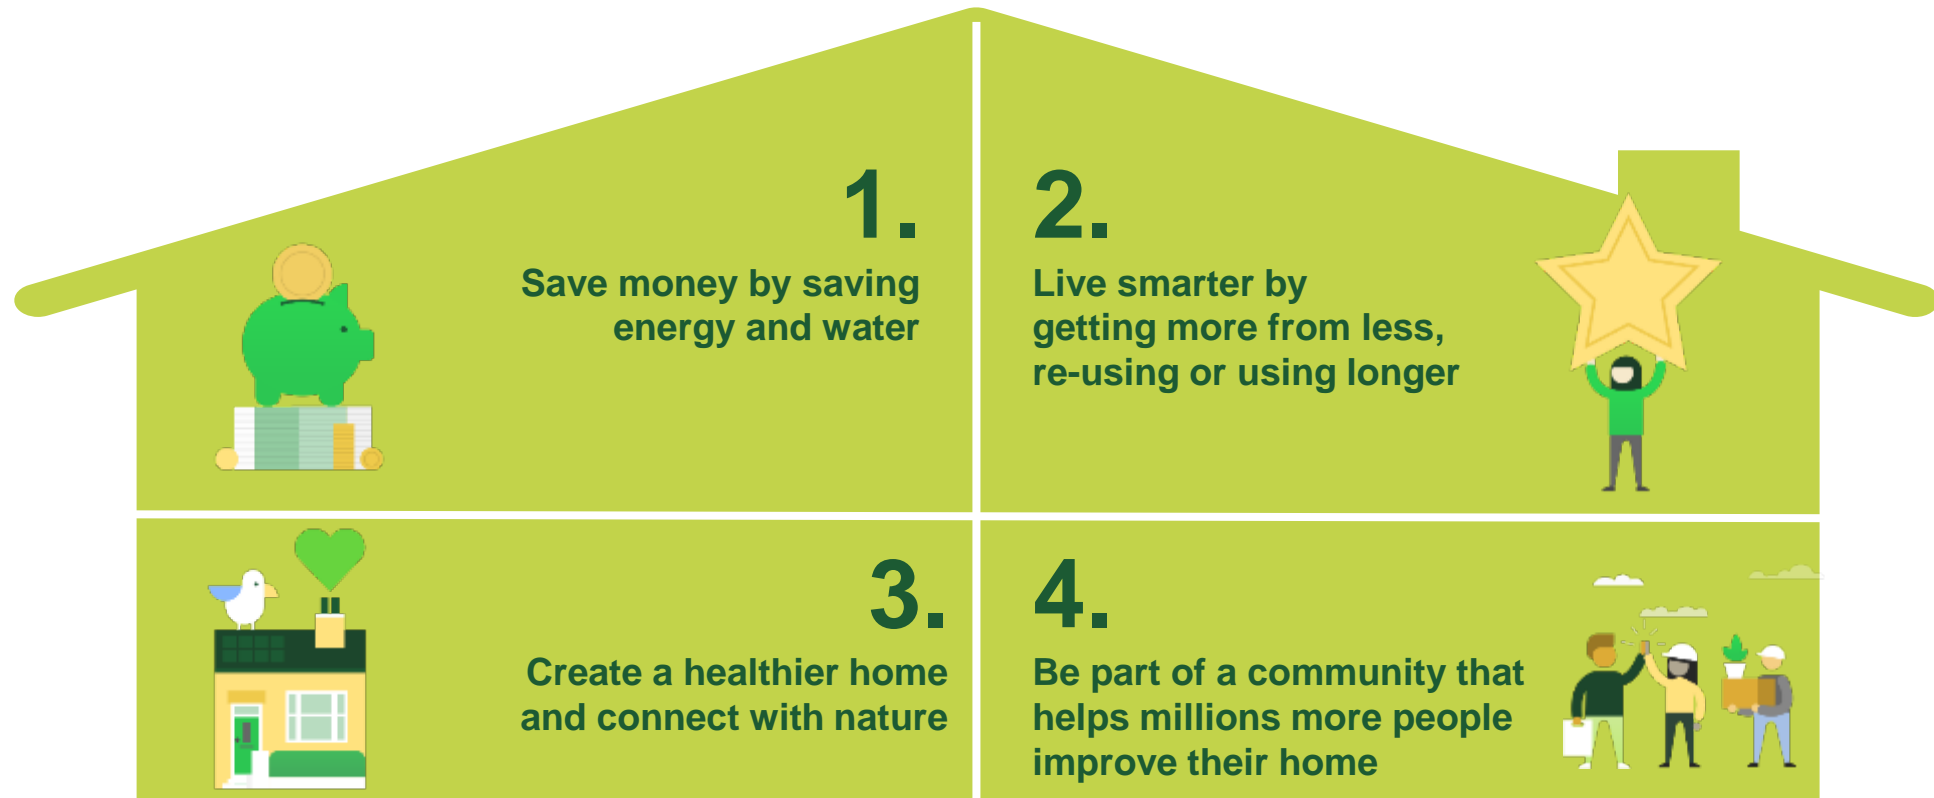 1.
Save money by saving
energy and water
2.
Live smarter by
getting more from less,
re-using or using longer
3.
Create a healthier home
and connect with nature
4.
Be part of a community that
helps millions more people
improve their home